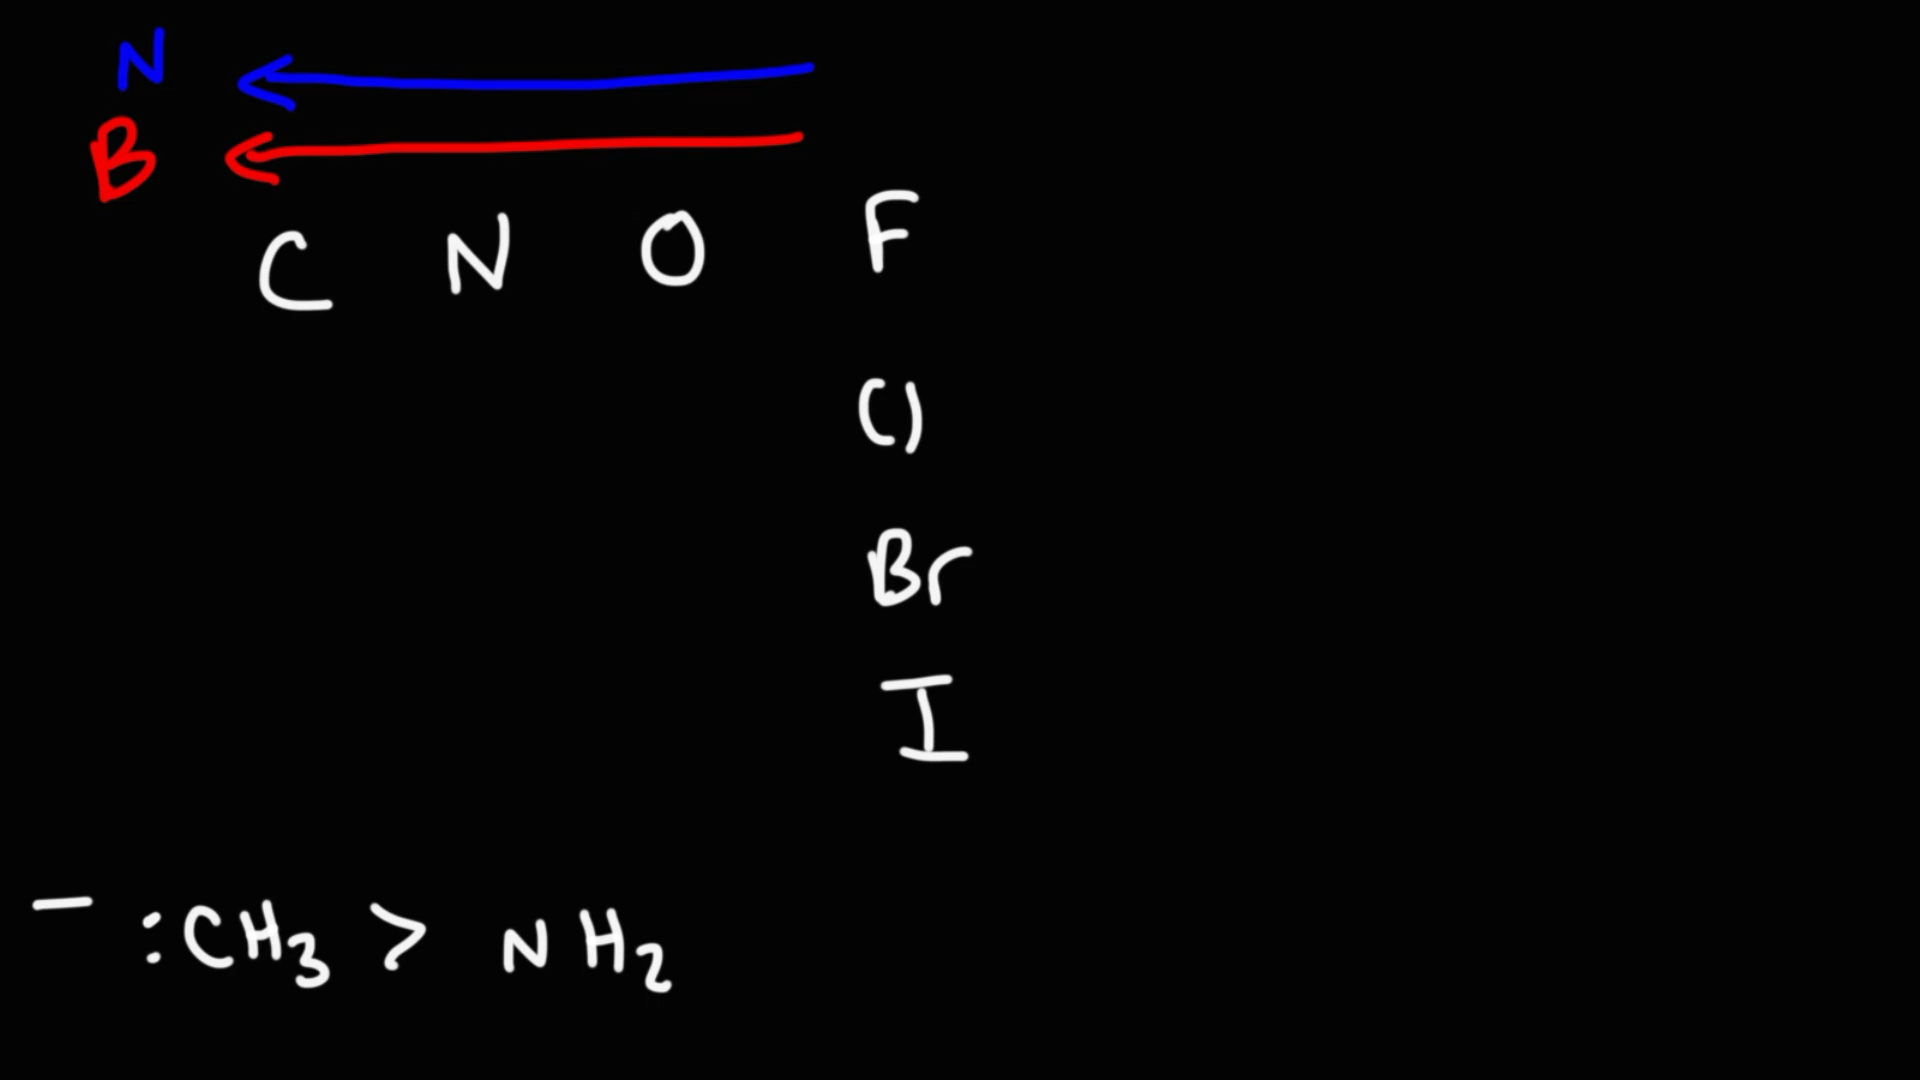 N
B
C N O F
Cl
Br
I
⁻ :CH₃ > NH₂